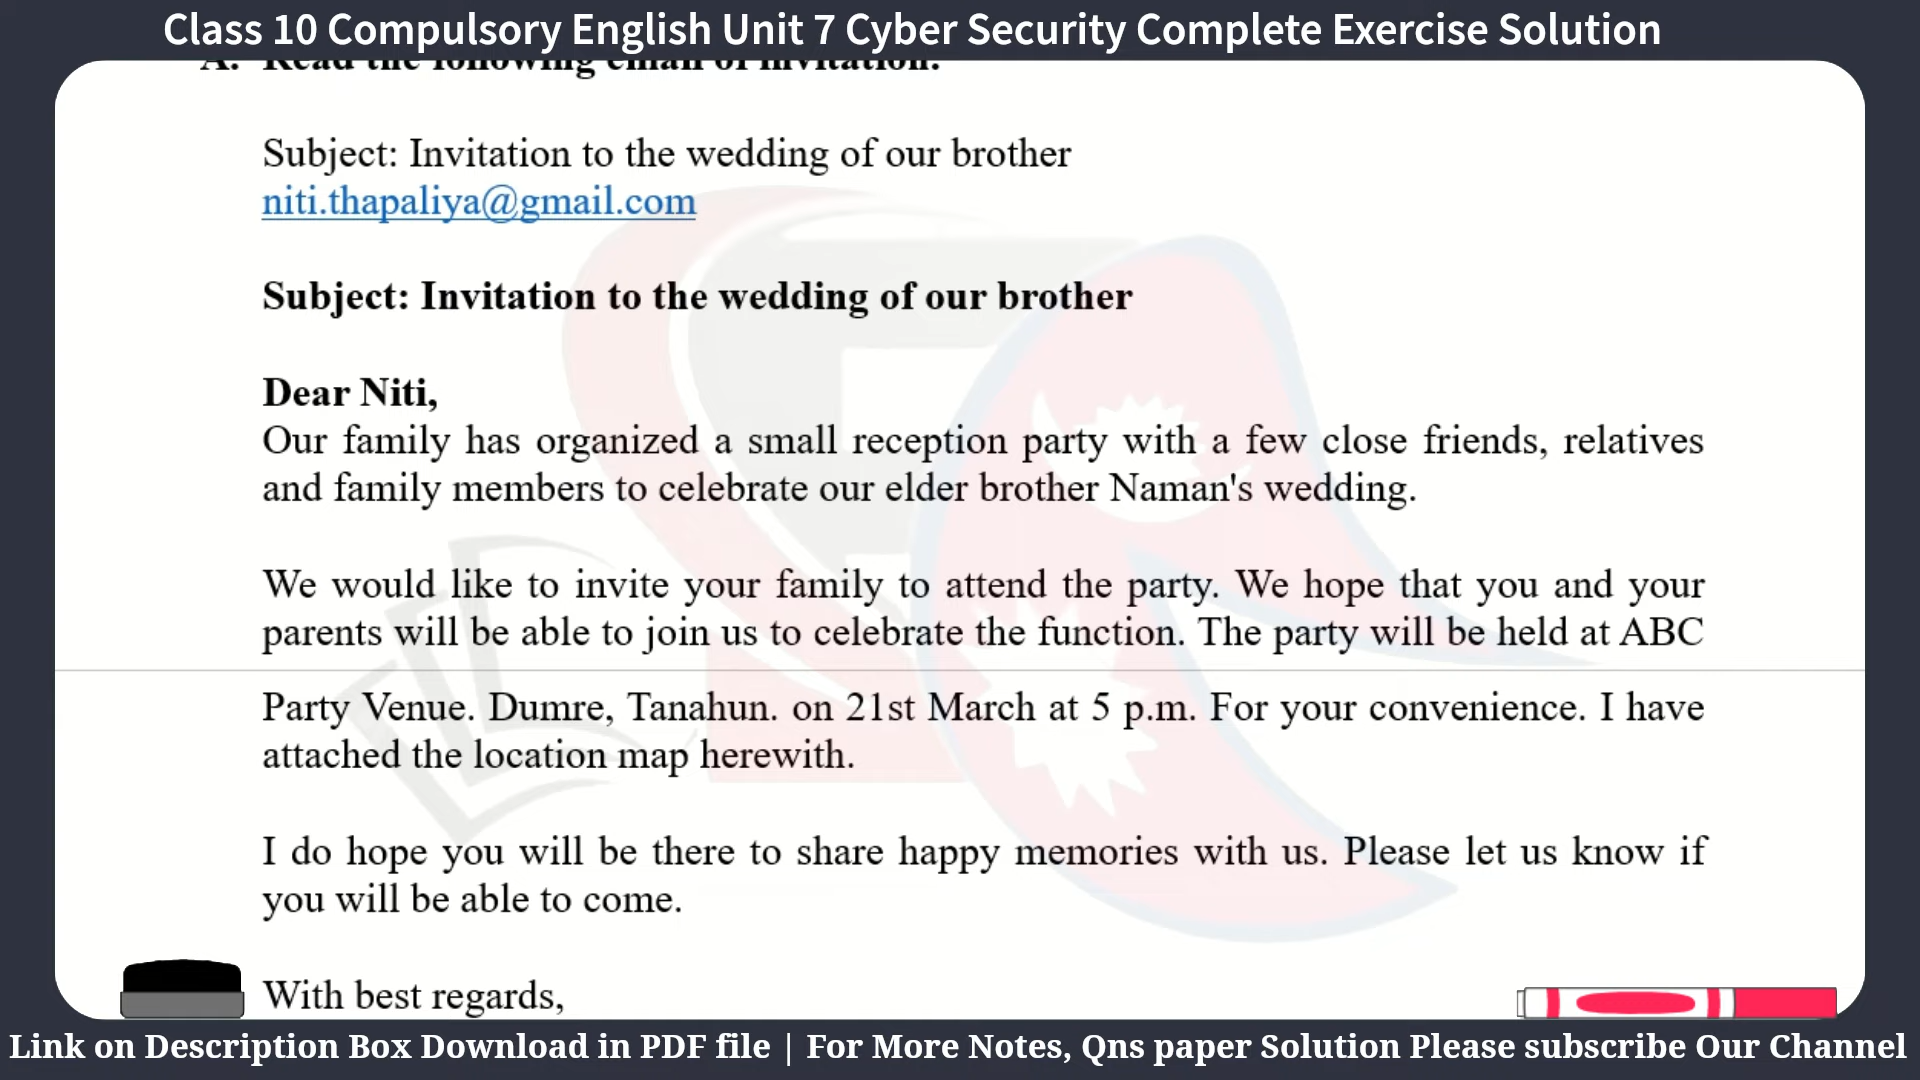 Class 10 Compulsory English Unit 7 Cyber Security Complete Exercise Solution
A. Read the following email of invitation.
Subject: Invitation to the wedding of our brother
niti.thapaliya@gmail.com
Subject: Invitation to the wedding of our brother
Dear Niti,
Our family has organized a small reception party with a few close friends, relatives
and family members to celebrate our elder brother Naman's wedding.
We would like to invite your family to attend the party. We hope that you and your
parents will be able to join us to celebrate the function. The party will be held at ABC
Party Venue. Dumre, Tanahun. on 21st March at 5 p.m. For your convenience. I have
attached the location map herewith.
I do hope you will be there to share happy memories with us. Please let us know if
you will be able to come.
With best regards,
Link on Description Box Download in PDF file | For More Notes, Qns paper Solution Please subscribe Our Channel